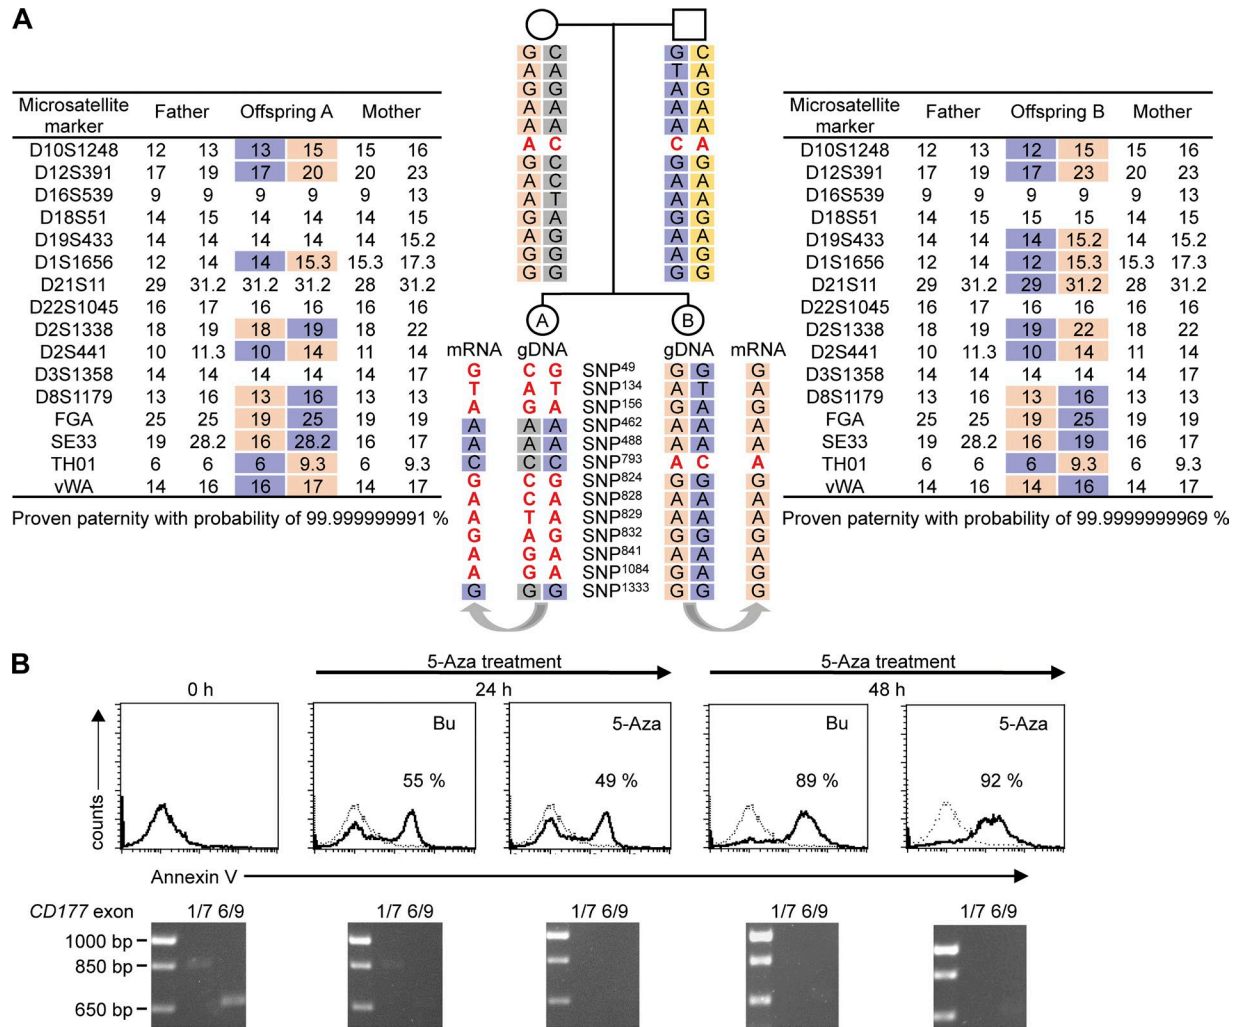 A
Microsatellite marker Father Offspring A Mother
D10S1248 12 13 13 15 15 16
D12S391 17 19 17 20 20 23
D16S539 9 9 9 9 9 13
D18S51 14 15 14 14 14 15
D19S433 14 14 14 14 14 15.2
D1S1656 12 14 14 15.3 15.3 17.3
D21S11 29 31.2 31.2 31.2 28 31.2
D22S1045 16 17 16 16 16 16
D2S1338 18 19 18 19 18 22
D2S441 10 11.3 10 14 11 14
D3S1358 14 14 14 14 14 17
D8S1179 13 16 13 16 13 13
FGA 25 25 19 25 19 19
SE33 19 28.2 16 28.2 16 17
TH01 6 6 6 9.3 6 9.3
vWA 14 16 16 17 14 17
Proven paternity with probability of 99.999999991 %
G C G C
A A T A
G G A G
A A A A
A A A A
A C C A
G C G G
A C A A
A T A A
G A G G
A G A A
G G A G
G G G G
A B
mRNA gDNA gDNA mRNA
G C G SNP49 G G G
T A T SNP134 A T A
A G A SNP156 G A G
A A A SNP462 A A A
A A A SNP488 A A A
C C C SNP793 A C A
G C G SNP824 G G G
A C A SNP828 A A A
A T A SNP829 A A A
G A G SNP832 G G G
A G A SNP841 A A A
A G A SNP1084 G A G
G G G SNP1333 G G G
Microsatellite marker Father Offspring B Mother
D10S1248 12 13 12 15 15 16
D12S391 17 19 17 23 20 23
D16S539 9 9 9 9 9 13
D18S51 14 15 15 15 14 15
D19S433 14 14 14 15.2 14 15.2
D1S1656 12 14 12 15.3 15.3 17.3
D21S11 29 31.2 29 31.2 28 31.2
D22S1045 16 17 16 16 16 16
D2S1338 18 19 19 22 18 22
D2S441 10 11.3 10 14 11 14
D3S1358 14 14 14 14 14 17
D8S1179 13 16 13 16 13 13
FGA 25 25 19 25 19 19
SE33 19 28.2 16 19 16 17
TH01 6 6 6 9.3 6 9.3
vWA 14 16 14 16 14 17
Proven paternity with probability of 99.9999999969 %
B
5-Aza treatment 5-Aza treatment
0 h 24 h 48 h
Bu 5-Aza Bu 5-Aza
55 % 49 % 89 % 92 %
counts
Annexin V
CD177 exon 1/7 6/9 1/7 6/9 1/7 6/9 1/7 6/9 1/7 6/9
1000 bp
850 bp
650 bp